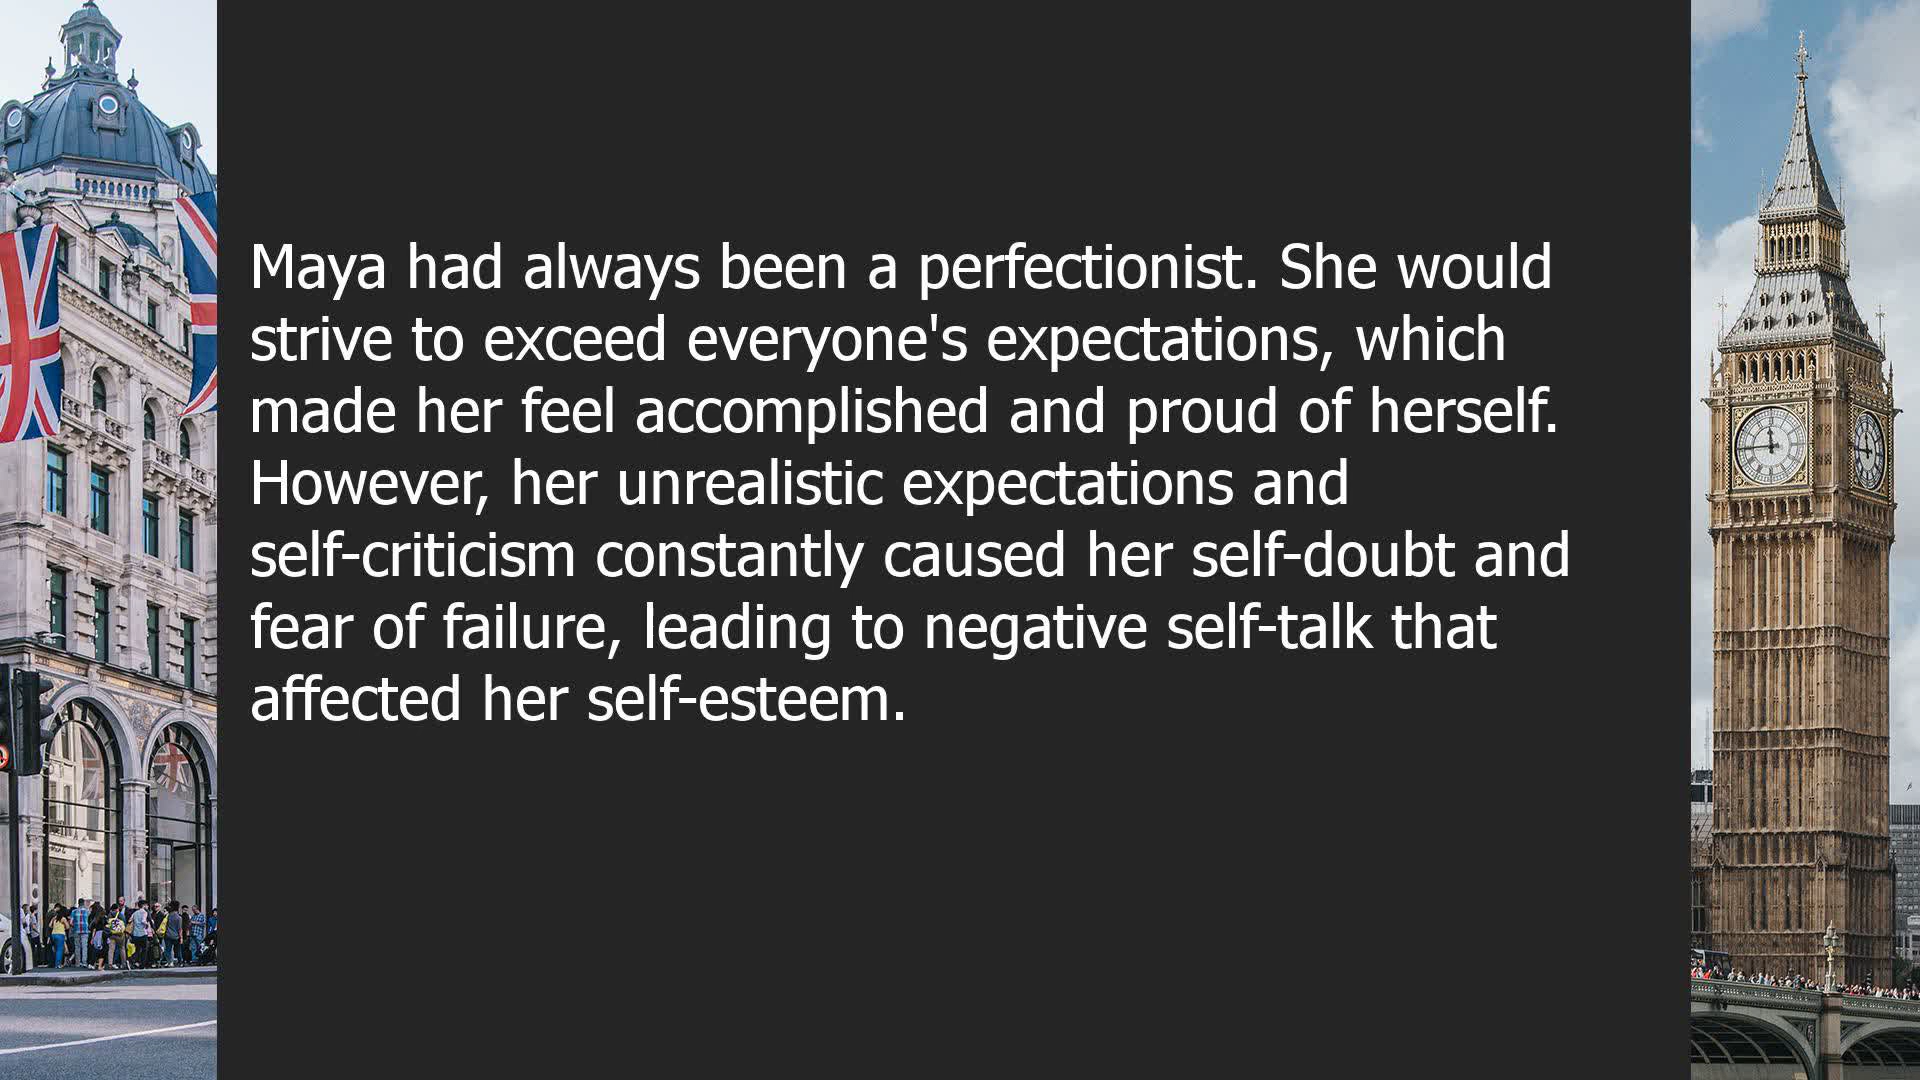 Maya had always been a perfectionist. She would
strive to exceed everyone's expectations, which
made her feel accomplished and proud of herself.
However, her unrealistic expectations and
self-criticism constantly caused her self-doubt and
fear of failure, leading to negative self-talk that
affected her self-esteem.